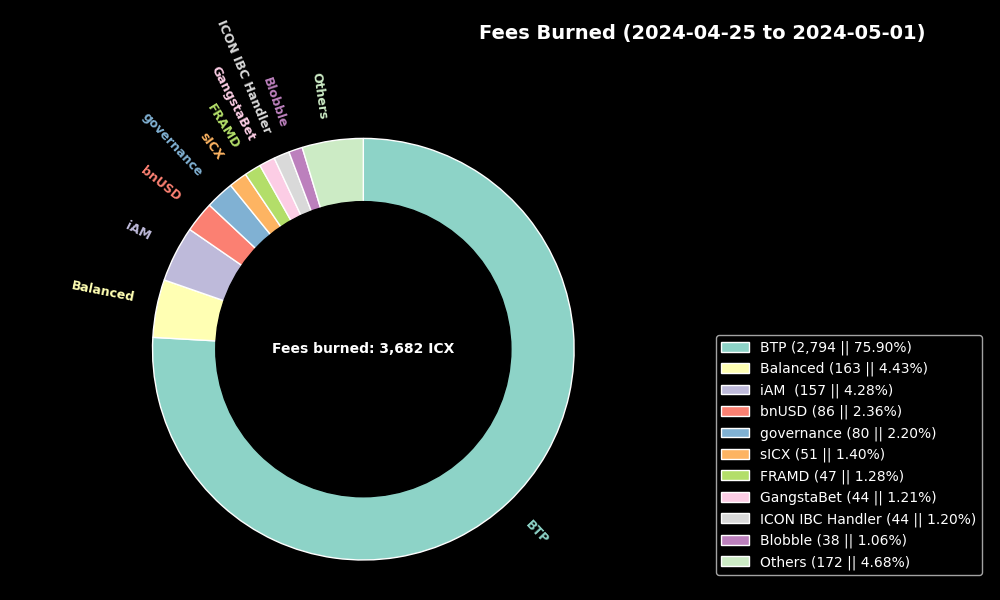 Fees Burned (2024-04-25 to 2024-05-01)
ICON IBC Handler
GangstaBet
Blobble
Others
FRAMD
sICX
governance
bnUSD
iAM
Balanced
Fees burned: 3,682 ICX
BTP
BTP (2,794 || 75.90%)
Balanced (163 || 4.43%)
iAM  (157 || 4.28%)
bnUSD (86 || 2.36%)
governance (80 || 2.20%)
sICX (51 || 1.40%)
FRAMD (47 || 1.28%)
GangstaBet (44 || 1.21%)
ICON IBC Handler (44 || 1.20%)
Blobble (38 || 1.06%)
Others (172 || 4.68%)